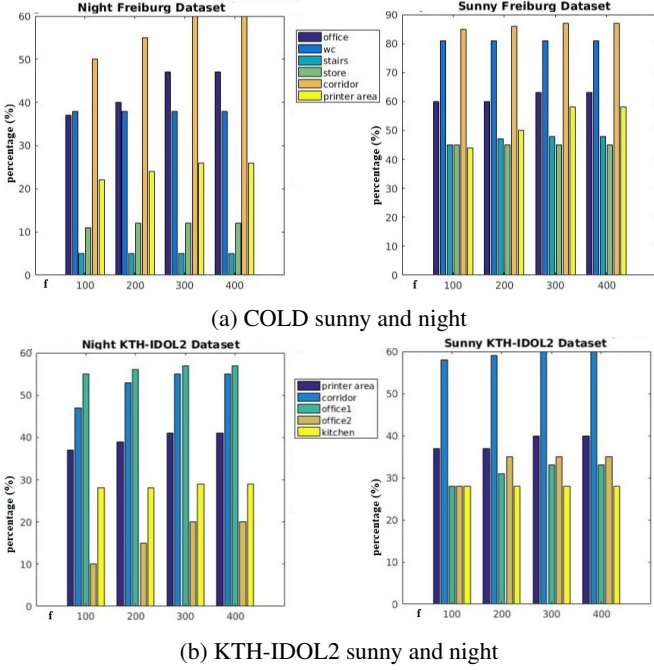 Night Freiburg Dataset
60
50
40
30
20
10
0
percentage (%)
f
100
200
300
400
office
wc
stairs
store
corridor
printer area
Sunny Freiburg Dataset
90
80
70
60
50
40
30
20
10
0
percentage (%)
f
100
200
300
400
(a) COLD sunny and night
Night KTH-IDOL2 Dataset
60
50
40
30
20
10
0
percentage (%)
f
100
200
300
400
printer area
corridor
office1
office2
kitchen
Sunny KTH-IDOL2 Dataset
60
50
40
30
20
10
0
percentage (%)
f
100
200
300
400
(b) KTH-IDOL2 sunny and night